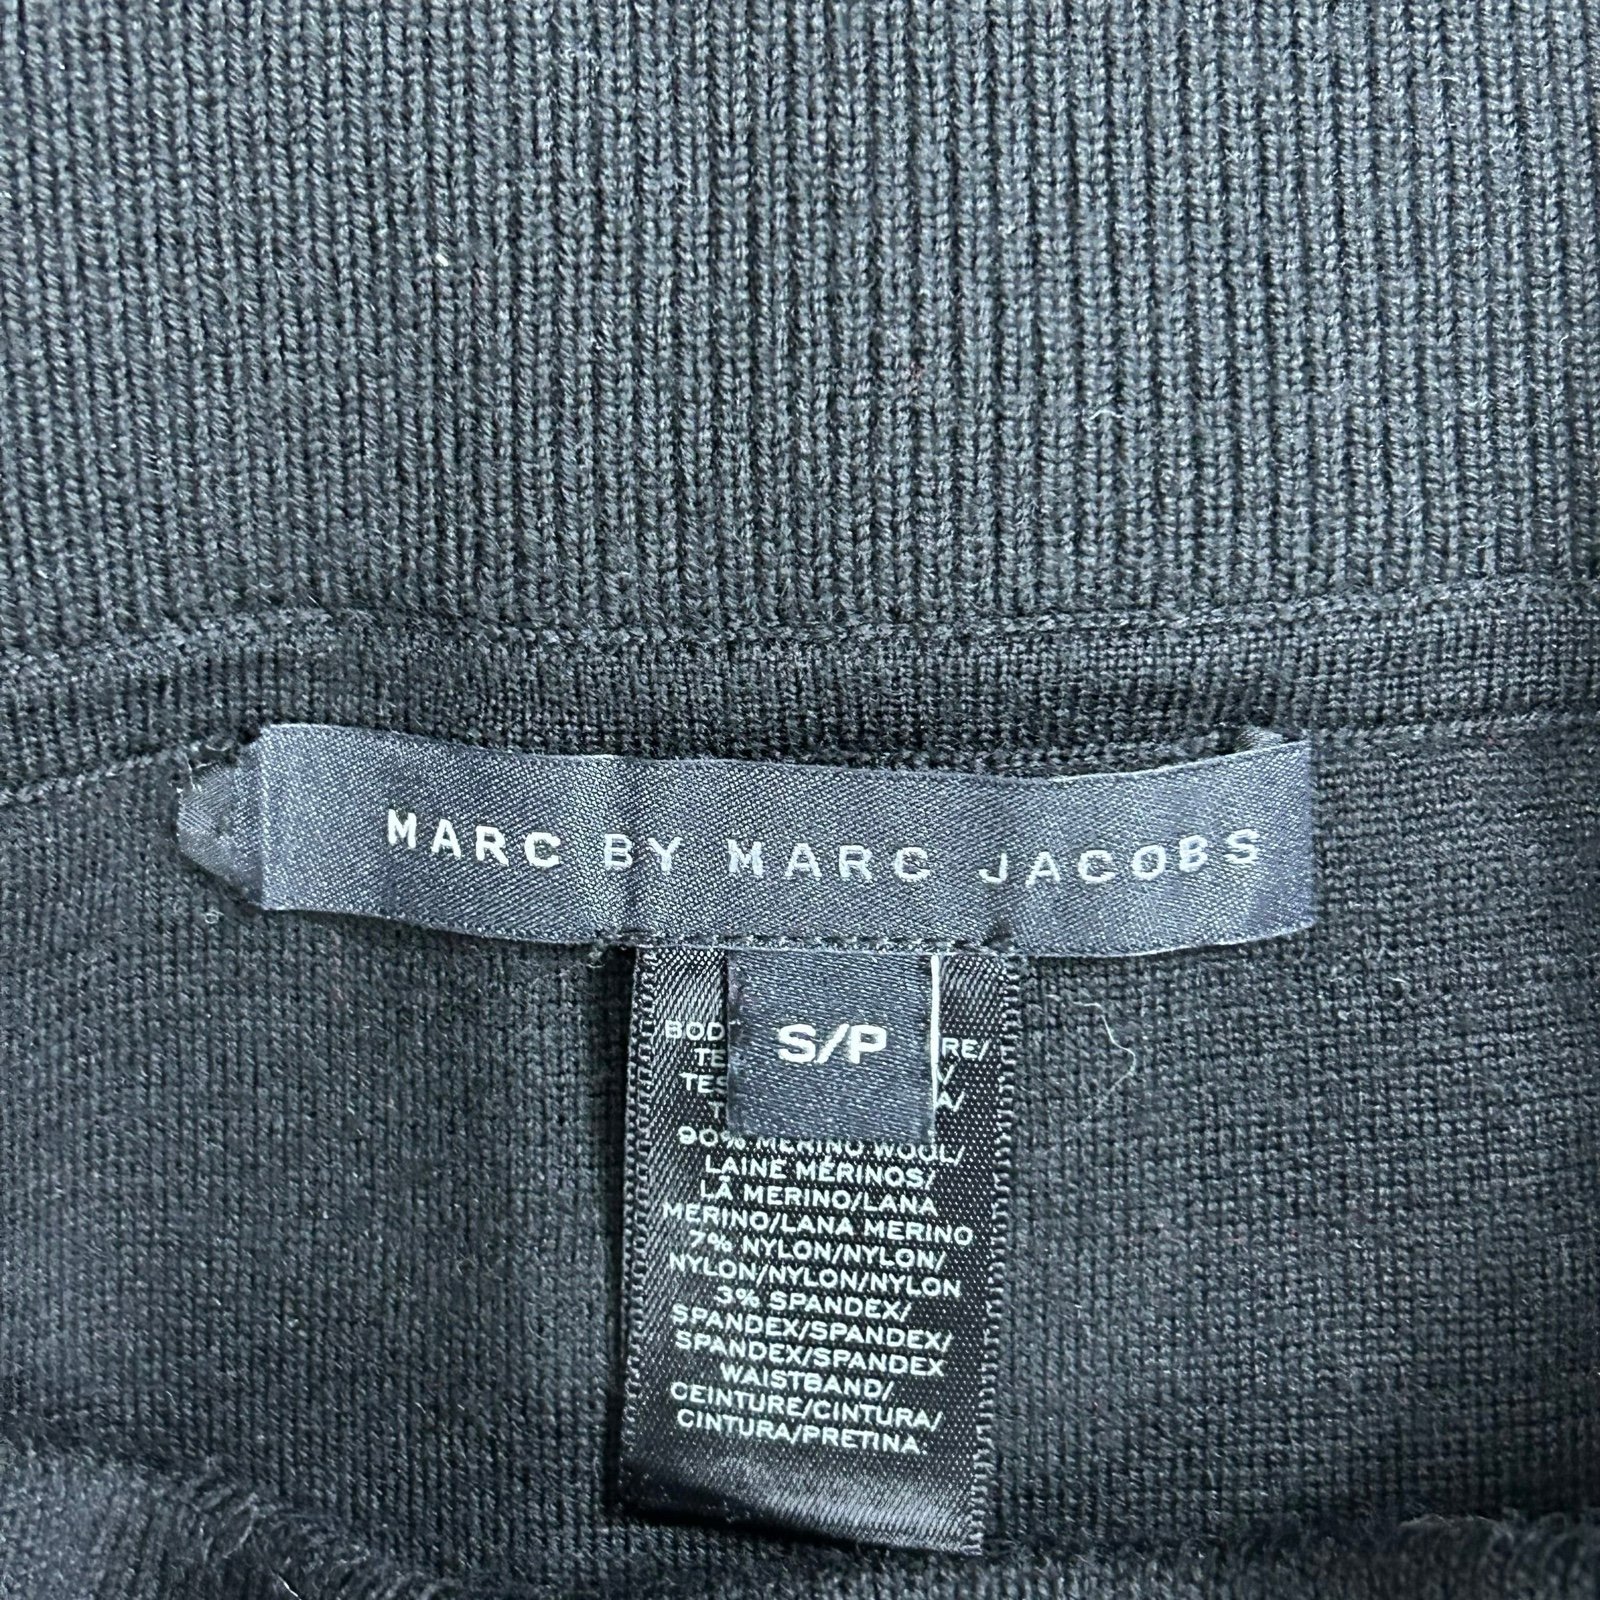 MARC BY MARC JACOBS
S/P
90% MERINO WOOL/
LAINE MÉRINOS/
LÃ MERINO/LANA
MERINO/LANA MERINO
7% NYLON/NYLON/
NYLON/NYLON/NYLON
3% SPANDEX/
SPANDEX/SPANDEX/
SPANDEX/SPANDEX
WAISTBAND/
CEINTURE/CINTURA/
CINTURA/PRETINA: